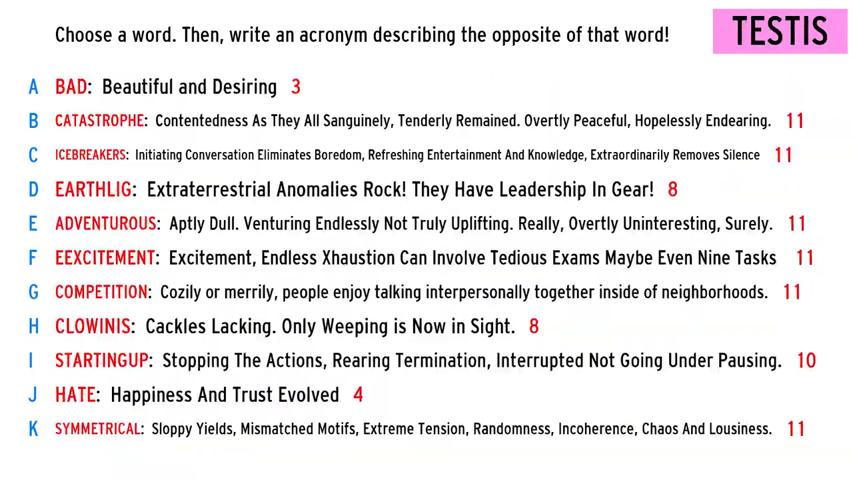 Choose a word. Then, write an acronym describing the opposite of that word!
TESTIS
A BAD: Beautiful and Desiring 3
B CATASTROPHE: Contentedness As They All Sanguinely, Tenderly Remained. Overtly Peaceful, Hopelessly Endearing. 11
C ICEBREAKERS: Initiating Conversation Eliminates Boredom, Refreshing Entertainment And Knowledge, Extraordinarily Removes Silence 11
D EARTHLIG: Extraterrestrial Anomalies Rock! They Have Leadership In Gear! 8
E ADVENTUROUS: Aptly Dull. Venturing Endlessly Not Truly Uplifting. Really, Overtly Uninteresting, Surely. 11
F EEXCITEMENT: Excitement, Endless Xhaustion Can Involve Tedious Exams Maybe Even Nine Tasks 11
G COMPETITION: Cozily or merrily, people enjoy talking interpersonally together inside of neighborhoods. 11
H CLOWINIS: Cackles Lacking. Only Weeping is Now in Sight. 8
I STARTINGUP: Stopping The Actions, Rearing Termination, Interrupted Not Going Under Pausing. 10
J HATE: Happiness And Trust Evolved 4
K SYMMETRICAL: Sloppy Yields, Mismatched Motifs, Extreme Tension, Randomness, Incoherence, Chaos And Lousiness. 11